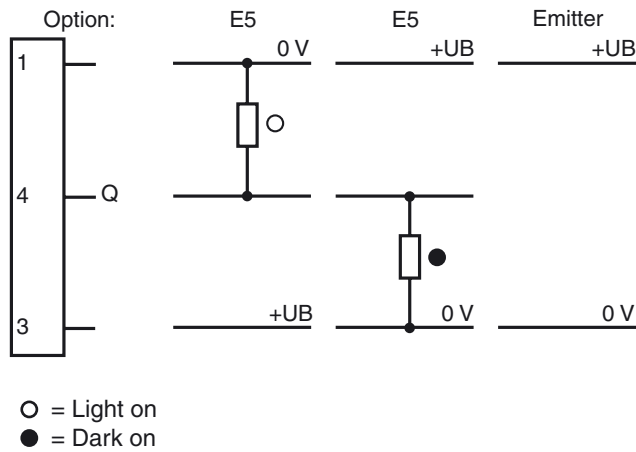 Option: E5 E5 Emitter
1 0 V +UB +UB
4 Q
3 +UB 0 V 0 V
= Light on
= Dark on